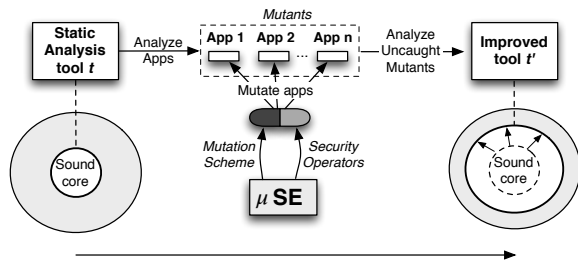 Mutants
Static
Analysis
tool t
Analyze
Apps
App 1 App 2 App n
...
Analyze
Uncaught
Mutants
Improved
tool t'
Mutate apps
Mutation
Scheme
Security
Operators
Sound
core
μ SE
Sound
core